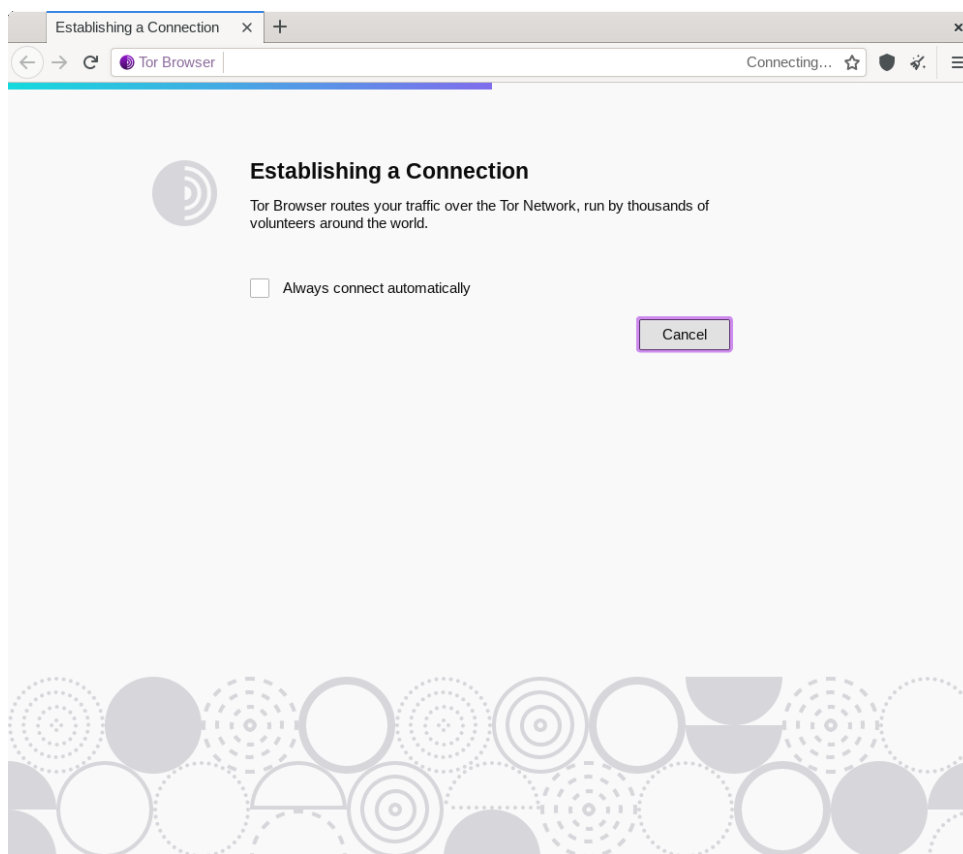 Establishing a Connection
Tor Browser
Connecting...
Establishing a Connection
Tor Browser routes your traffic over the Tor Network, run by thousands of
volunteers around the world.
Always connect automatically
Cancel